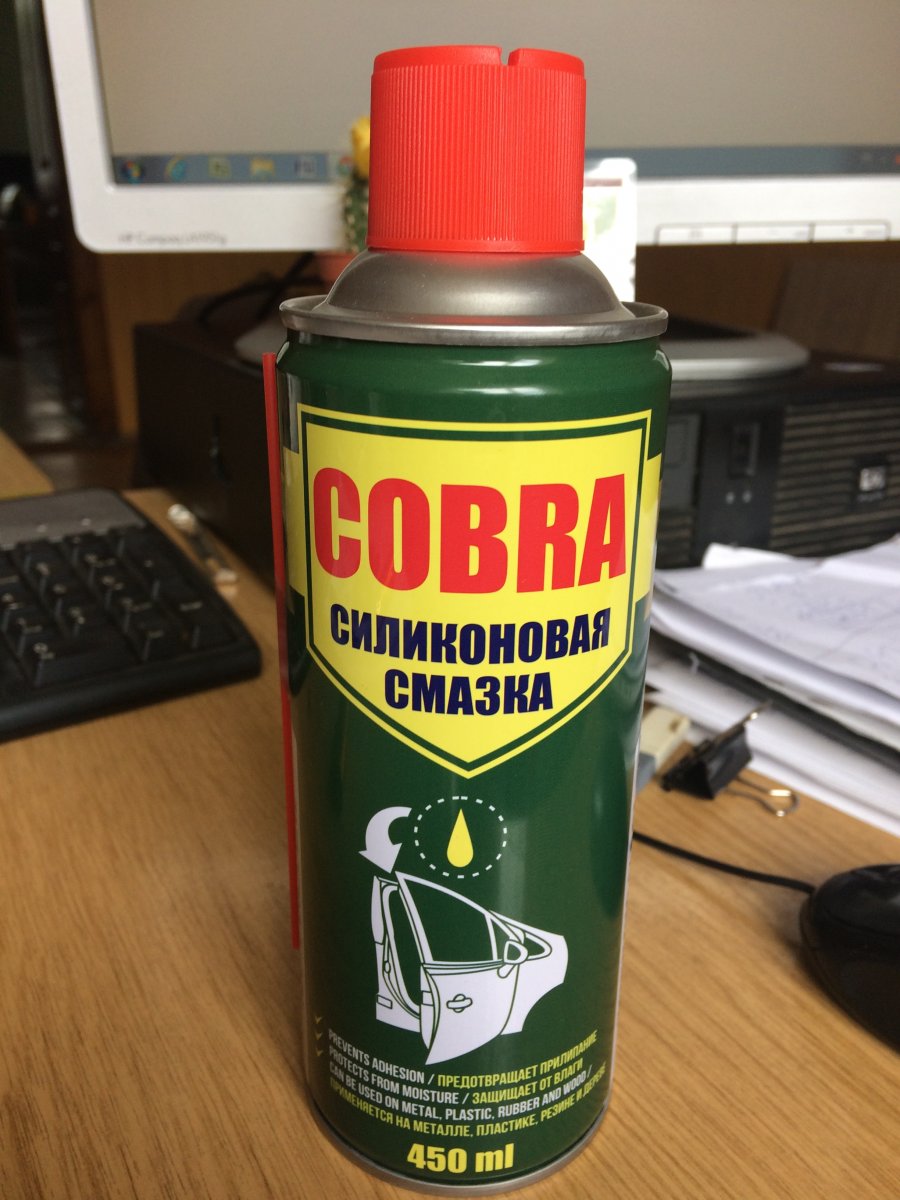 COBRA
СИЛИКОНОВАЯ
СМАЗКА
PREVENTS ADHESION / ПРЕДОТВРАЩАЕТ ПРИЛИПАНИЕ
PROTECTS FROM MOISTURE / ЗАЩИЩАЕТ ОТ ВЛАГИ
CAN BE USED ON METAL, PLASTIC, RUBBER AND WOOD /
ПРИМЕНЯЕТСЯ НА МЕТАЛЛЕ, ПЛАСТИКЕ, РЕЗИНЕ И ДЕРЕВЕ
450 ml